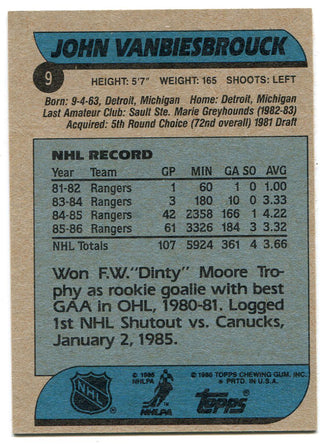 JOHN VANBIESBROUCK
9
HEIGHT: 5'7" WEIGHT: 165 SHOOTS: LEFT
Born: 9-4-63, Detroit, Michigan Home: Detroit, Michigan
Last Amateur Club: Sault Ste. Marie Greyhounds (1982-83)
Acquired: 5th Round Choice (72nd overall) 1981 Draft
NHL RECORD
Year Team GP MIN GA SO AVG
81-82 Rangers 1 60 1 0 1.00
83-84 Rangers 3 180 10 0 3.33
84-85 Rangers 42 2358 166 1 4.22
85-86 Rangers 61 3326 184 3 3.32
NHL Totals 107 5924 361 4 3.66
Won F.W."Dinty" Moore Tro-
phy as rookie goalie with best
GAA in OHL, 1980-81. Logged
1st NHL Shutout vs. Canucks,
January 2, 1985.
NHL
© 1986
NHLPA
NHLPA
© 1986 TOPPS CHEWING GUM, INC.
PRTD. IN U.S.A.
TOPPS